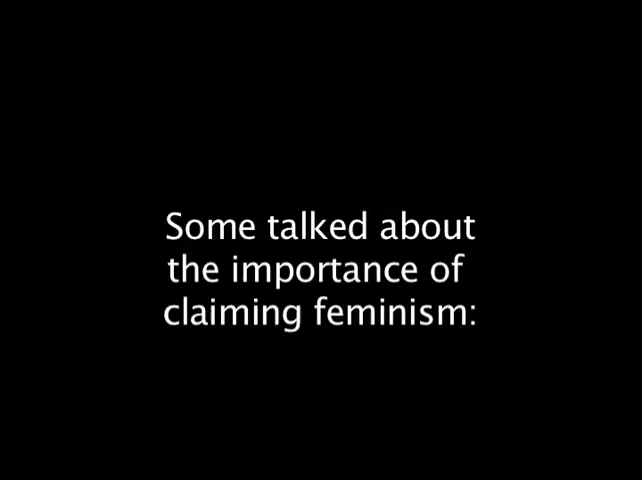 Some talked about
the importance of
claiming feminism: